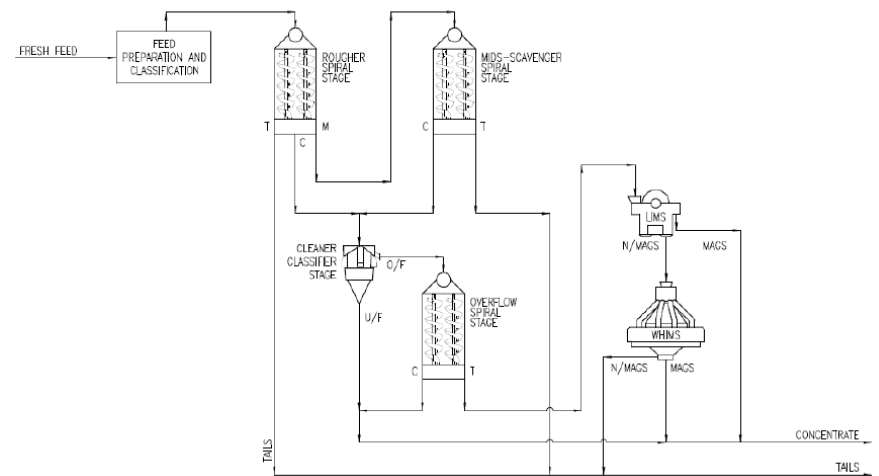 FRESH FEED
FEED
PREPARATION AND
CLASSIFICATION
ROUGHER
SPIRAL
STAGE
MIDS-SCAVENGER
SPIRAL
STAGE
T
M
C
C
T
LIMS
N/MAGS
MAGS
CLEANER
CLASSIFIER
STAGE
O/F
U/F
OVERFLOW
SPIRAL
STAGE
C
T
WHIMS
N/MAGS
MAGS
CONCENTRATE
TAILS
TAILS